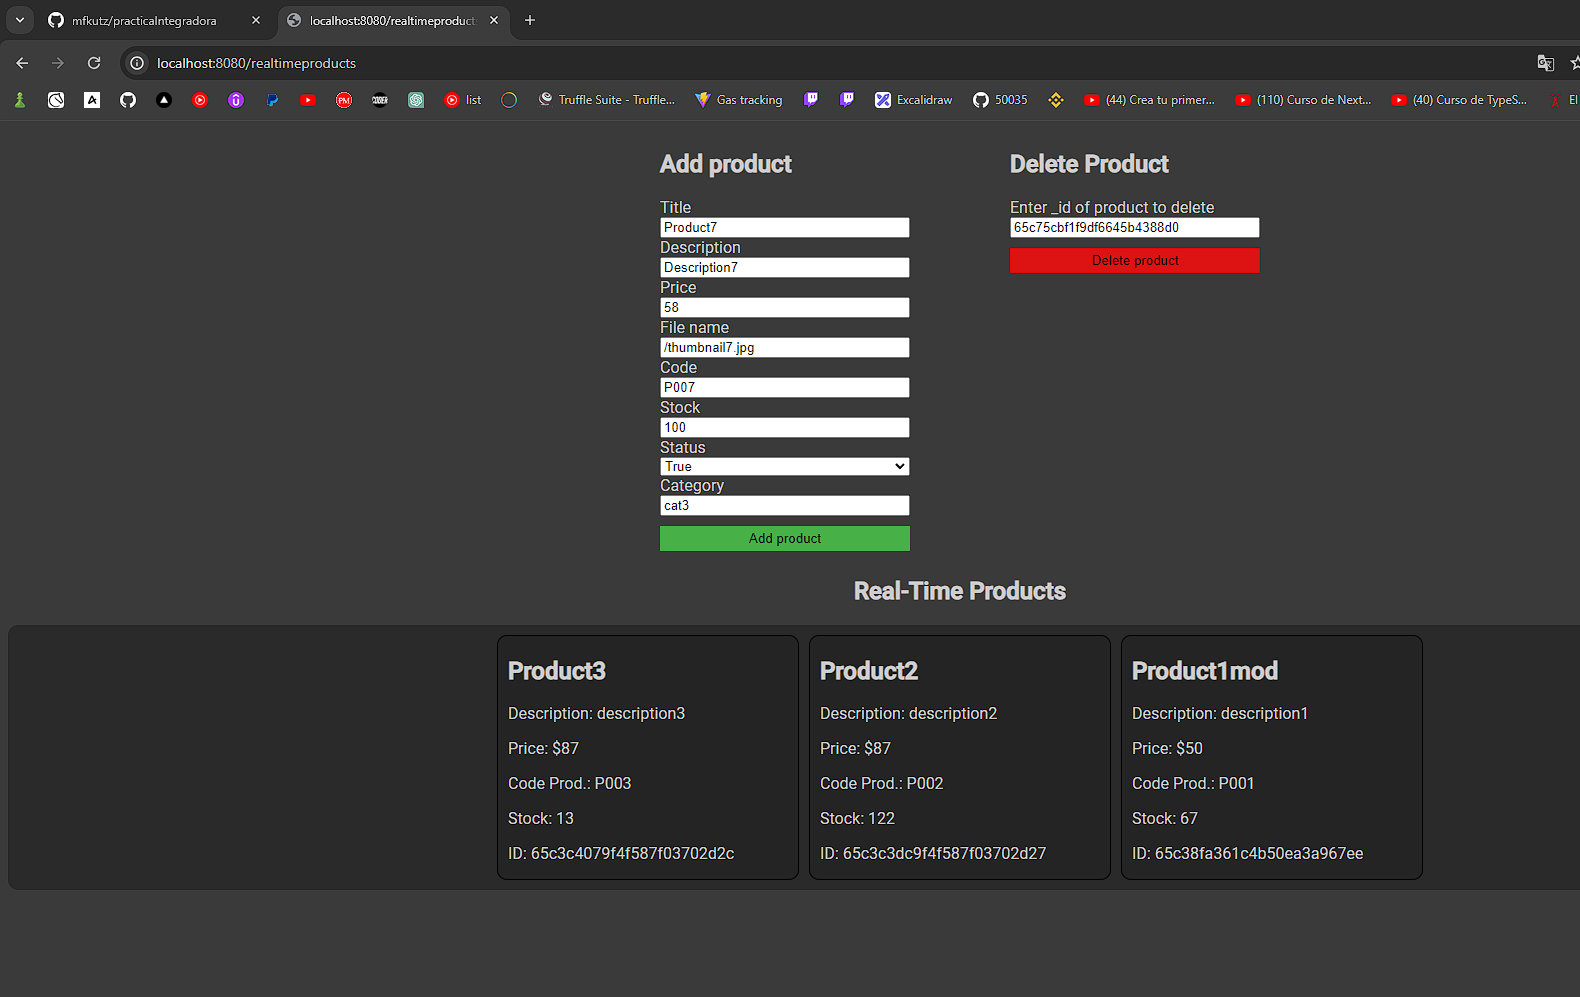 mfkutz/practicaIntegradora
localhost:8080/realtimeproduct
localhost:8080/realtimeproducts
PM
CODER
list
Truffle Suite - Truffle...
Gas tracking
Excalidraw
50035
(44) Crea tu primer...
(110) Curso de Next...
(40) Curso de TypeS...
El
Add product
Title
Product7
Description
Description7
Price
58
File name
/thumbnail7.jpg
Code
P007
Stock
100
Status
True
Category
cat3
Add product
Delete Product
Enter _id of product to delete
65c75cbf1f9df6645b4388d0
Delete product
Real-Time Products
Product3
Description: description3
Price: $87
Code Prod.: P003
Stock: 13
ID: 65c3c4079f4f587f03702d2c
Product2
Description: description2
Price: $87
Code Prod.: P002
Stock: 122
ID: 65c3c3dc9f4f587f03702d27
Product1mod
Description: description1
Price: $50
Code Prod.: P001
Stock: 67
ID: 65c38fa361c4b50ea3a967ee